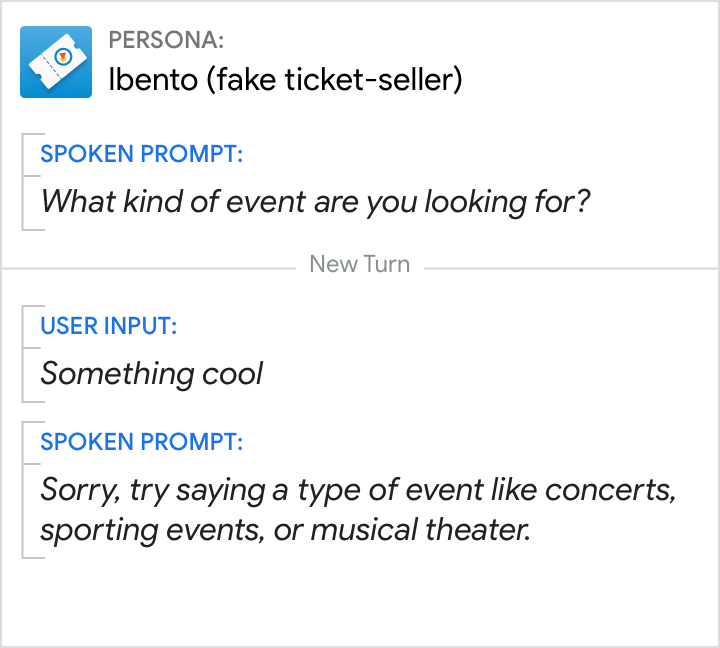 PERSONA:
Ibento (fake ticket-seller)
SPOKEN PROMPT:
What kind of event are you looking for?
New Turn
USER INPUT:
Something cool
SPOKEN PROMPT:
Sorry, try saying a type of event like concerts,
sporting events, or musical theater.